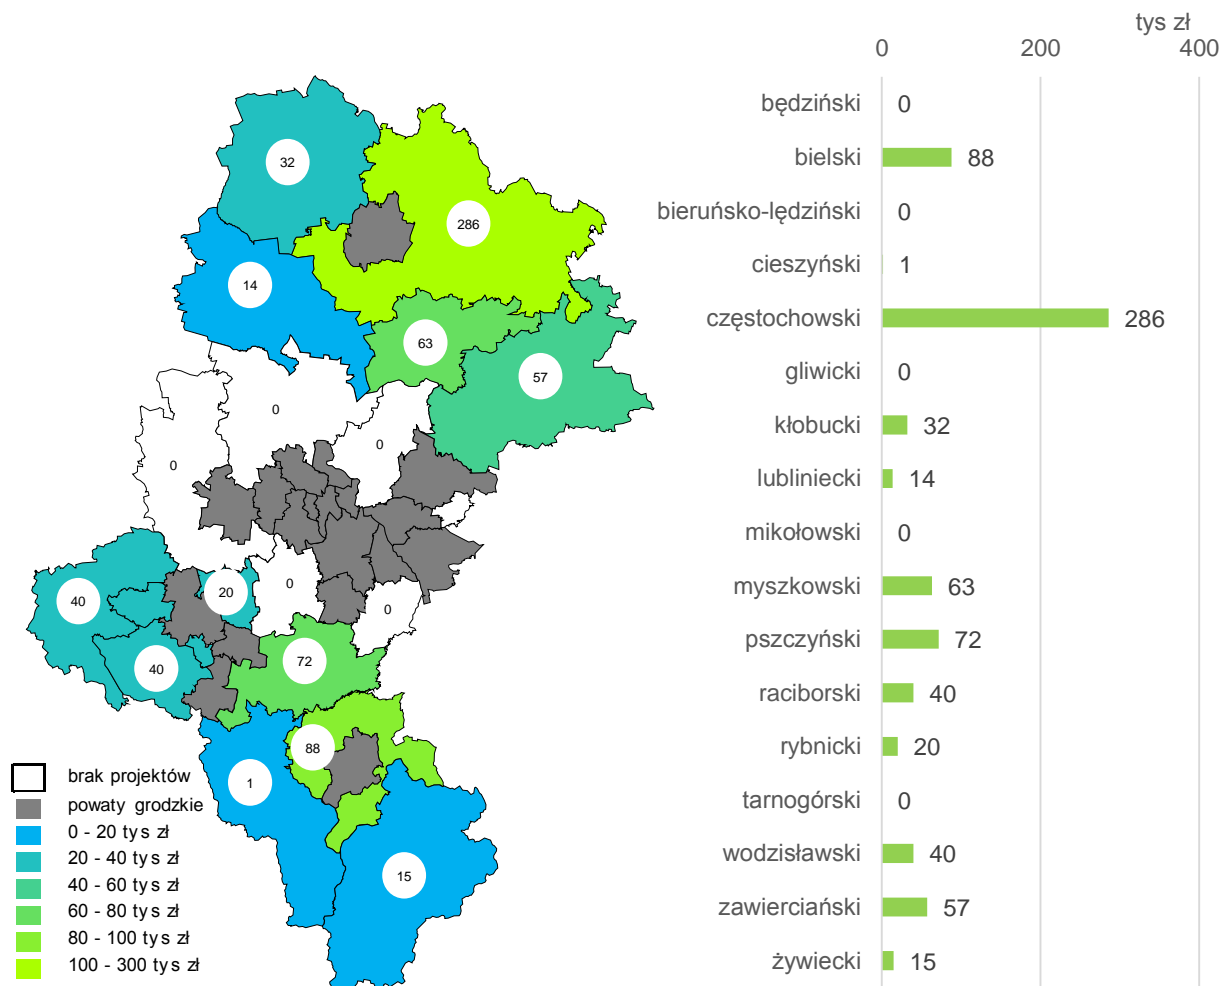 tys zł
0 200 400
32
286
14
63
57
0
0
0
40
20
0
0
40
72
88
1
15
brak projektów
powaty grodzkie
0 - 20 tys zł
20 - 40 tys zł
40 - 60 tys zł
60 - 80 tys zł
80 - 100 tys zł
100 - 300 tys zł
będziński 0
bielski 88
bieruńsko-lędziński 0
cieszyński 1
częstochowski 286
gliwicki 0
kłobucki 32
lubliniecki 14
mikołowski 0
myszkowski 63
pszczyński 72
raciborski 40
rybnicki 20
tarnogórski 0
wodzisławski 40
zawierciański 57
żywiecki 15